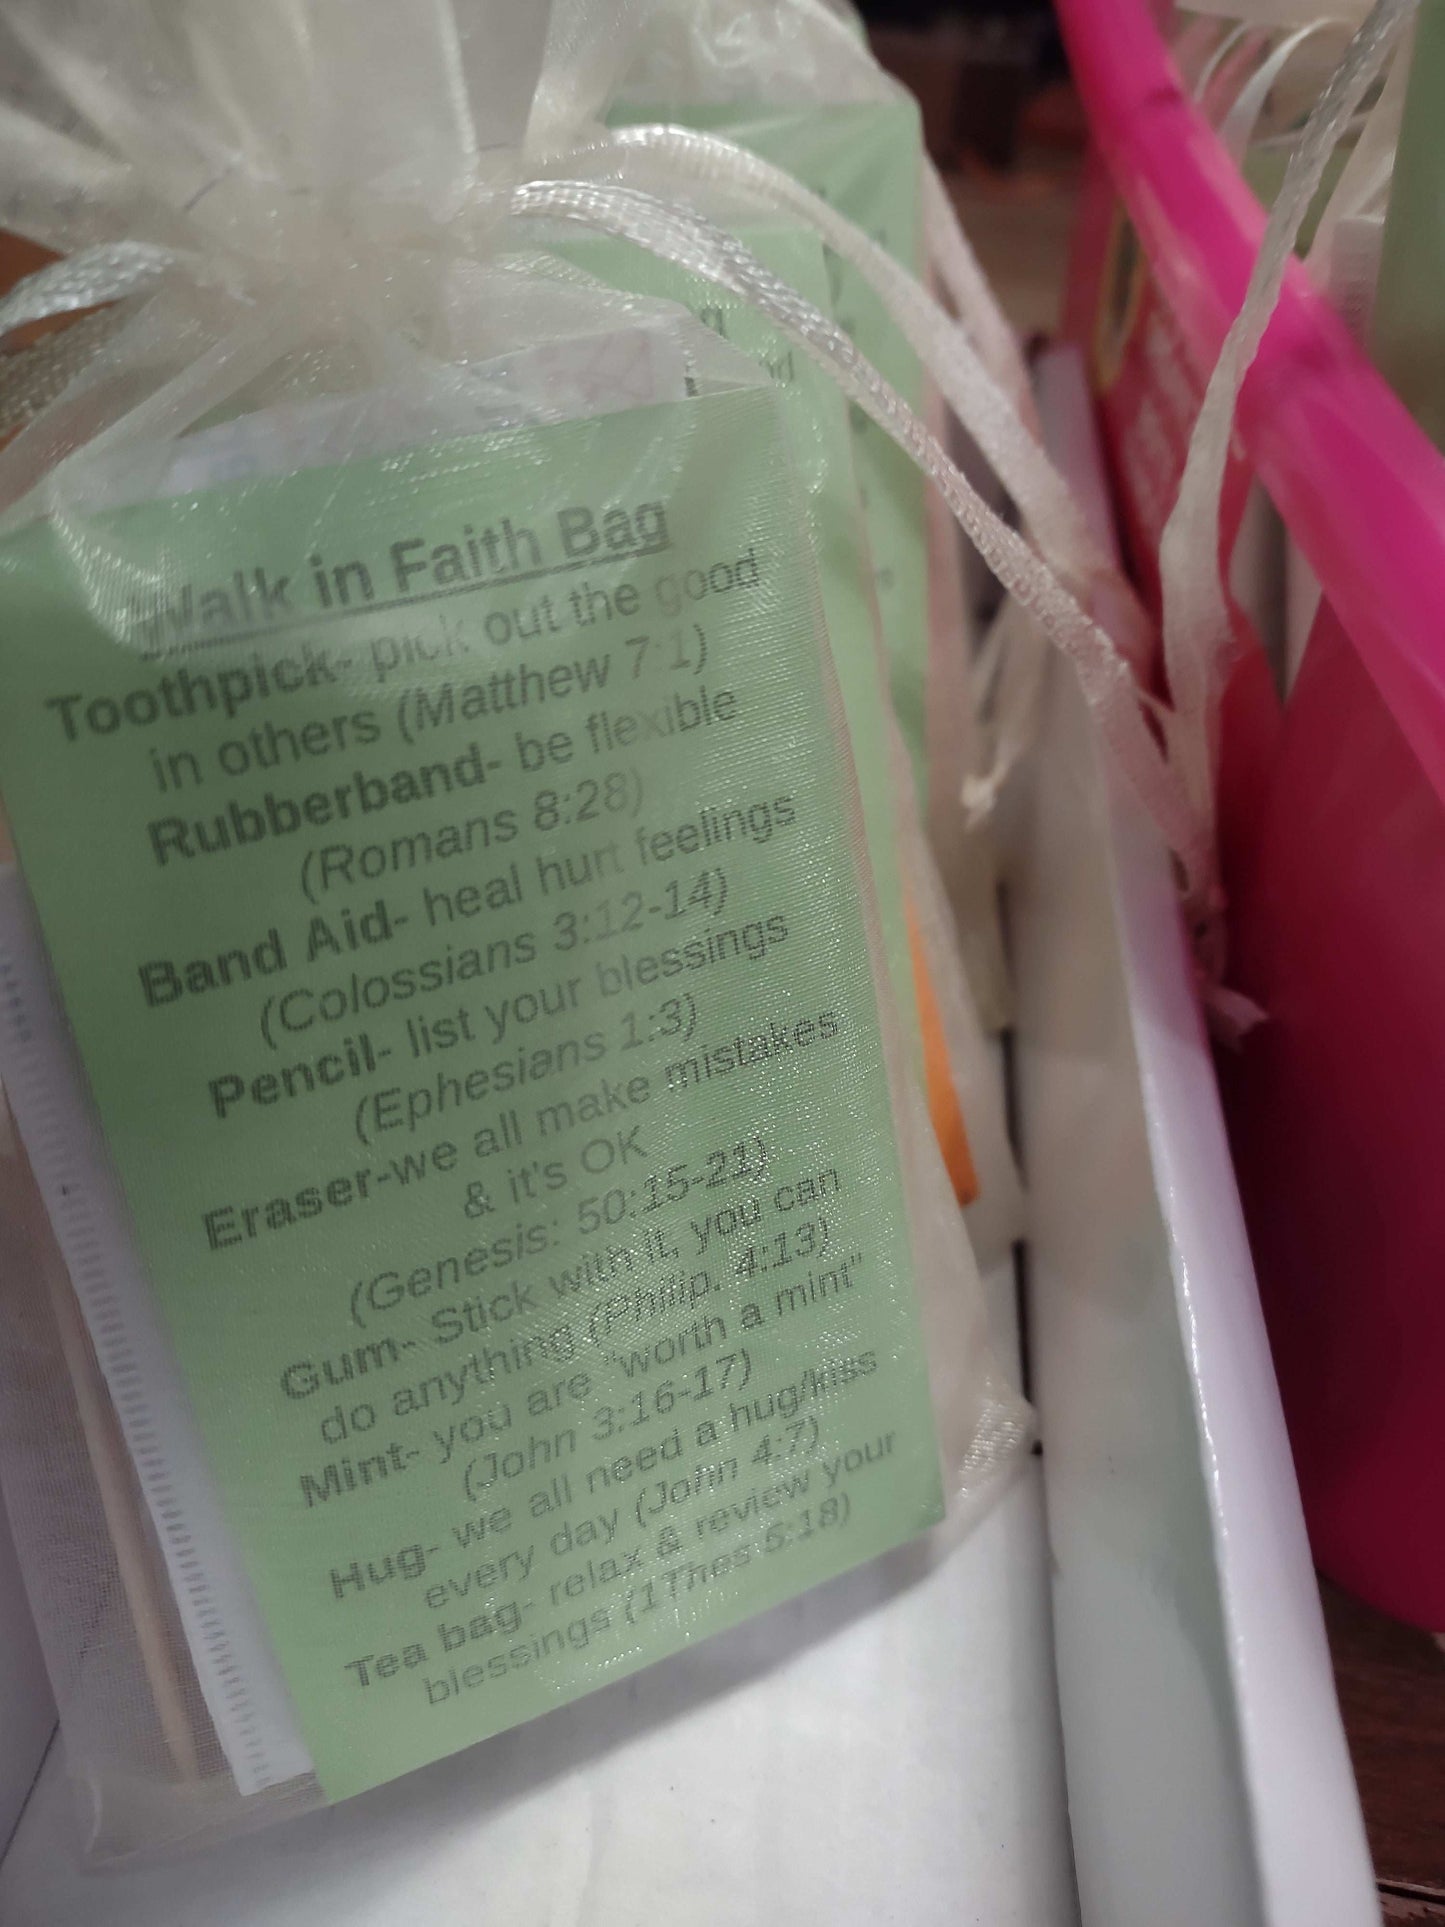 Walk in Faith Bag
Toothpick- pick out the good
in others (Matthew 7:1)
Rubberband- be flexible
(Romans 8:28)
Band Aid- heal hurt feelings
(Colossians 3:12-14)
Pencil- list your blessings
(Ephesians 1:3)
Eraser-we all make mistakes
& it's OK
(Genesis: 50:15-21)
Gum- Stick with it, you can
do anything (Philip. 4:13)
Mint- you are "worth a mint"
(John 3:16-17)
Hug- we all need a hug/kiss
every day (John 4:7)
Tea bag- relax & review your
blessings (1Thes 5:18)